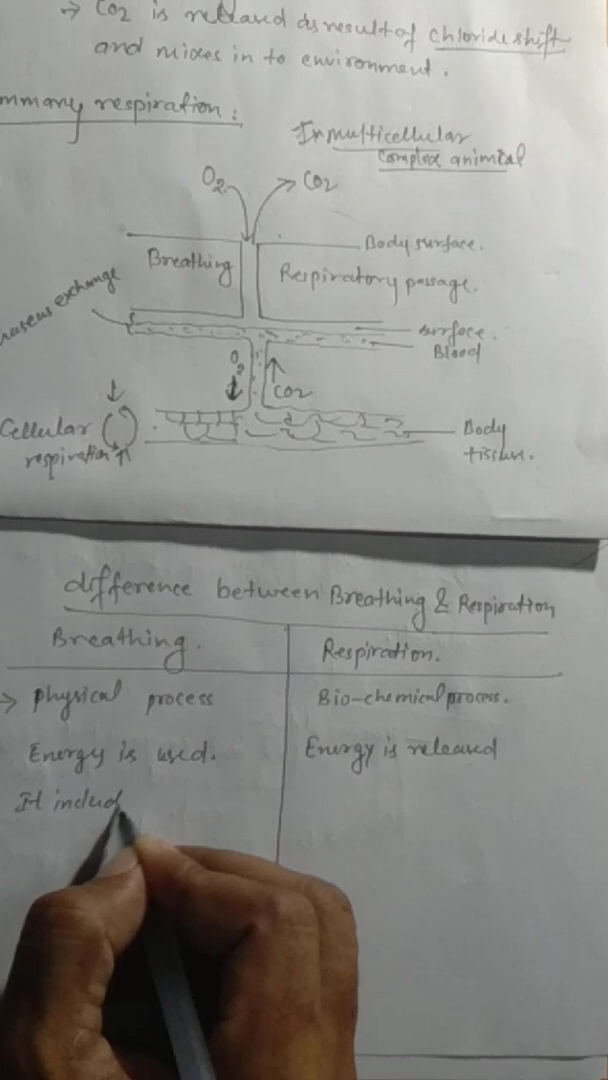 → CO2 is released as result of chloride shift
and mixes in to environment.
mmary respiration :
In multicellular
Complex animal
O2
CO2
Body surface.
Breathing
Respiratory passage.
exchange
surface.
Blood
O2
CO2
Cellular
respiration
Body
tissue.
difference between Breathing & Respiration
Breathing.
Respiration.
→ Physical process
Bio-chemical process.
Energy is used.
Energy is released
It includ